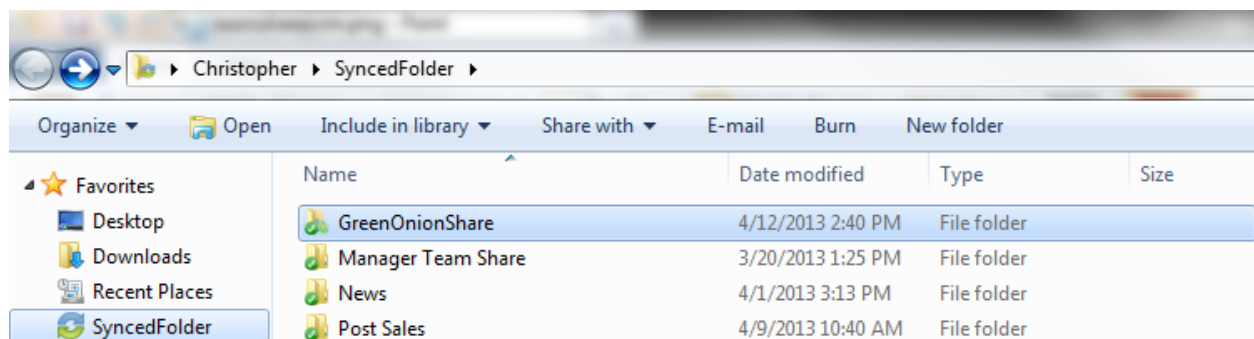 Christopher SyncedFolder
Organize Open Include in library Share with E-mail Burn New folder
Favorites
Desktop
Downloads
Recent Places
SyncedFolder
Name Date modified Type Size
GreenOnionShare 4/12/2013 2:40 PM File folder
Manager Team Share 3/20/2013 1:25 PM File folder
News 4/1/2013 3:13 PM File folder
Post Sales 4/9/2013 10:40 AM File folder